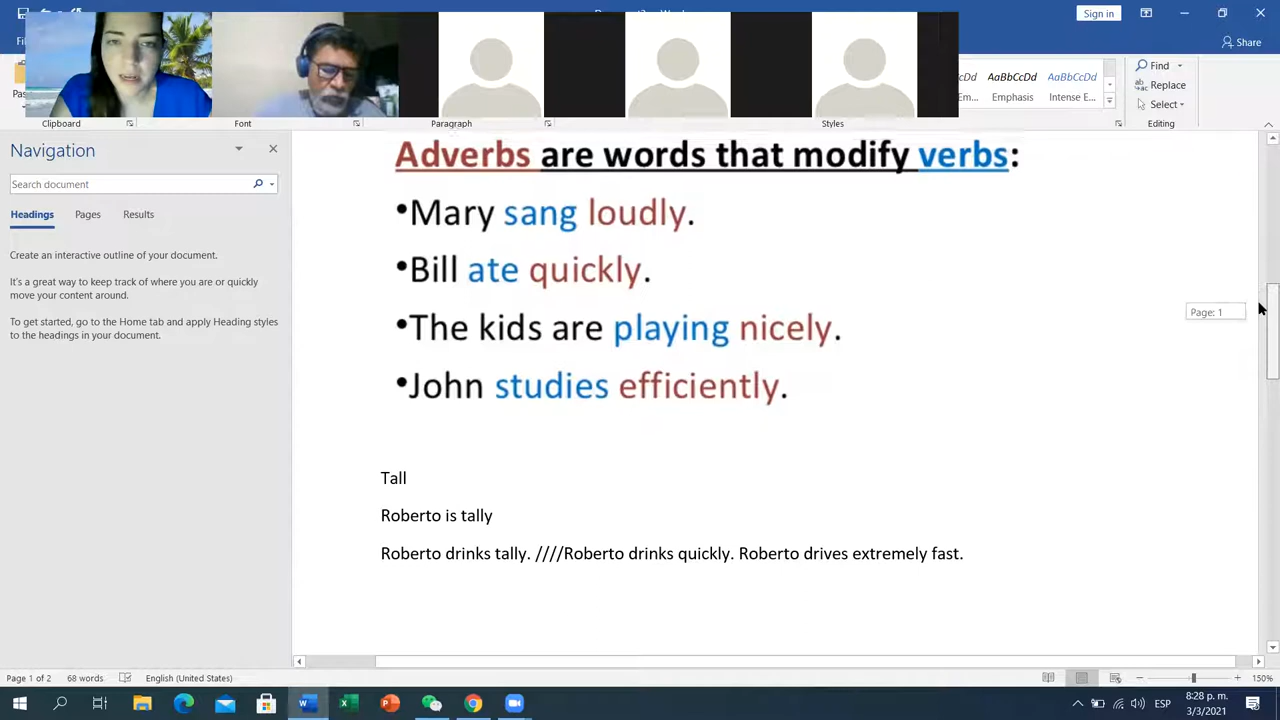 Sign in
Share
Find
Replace
Select
AaBbCcDd AaBbCcDd
Em... Emphasis Intense E...
Clipboard Font Paragraph Styles Editing
Navigation
Search document
Headings Pages Results
Create an interactive outline of your document.
It's a great way to keep track of where you are or quickly
move your content around.
To get started, go to the Home tab and apply Heading styles
to the headings in your document.
Adverbs are words that modify verbs:
•Mary sang loudly.
•Bill ate quickly.
•The kids are playing nicely.
•John studies efficiently.
Tall
Roberto is tally
Roberto drinks tally. ////Roberto drinks quickly. Roberto drives extremely fast.
Page: 1
Page 1 of 2 68 words English (United States) 150%
ESP
8:28 p. m.
3/3/2021